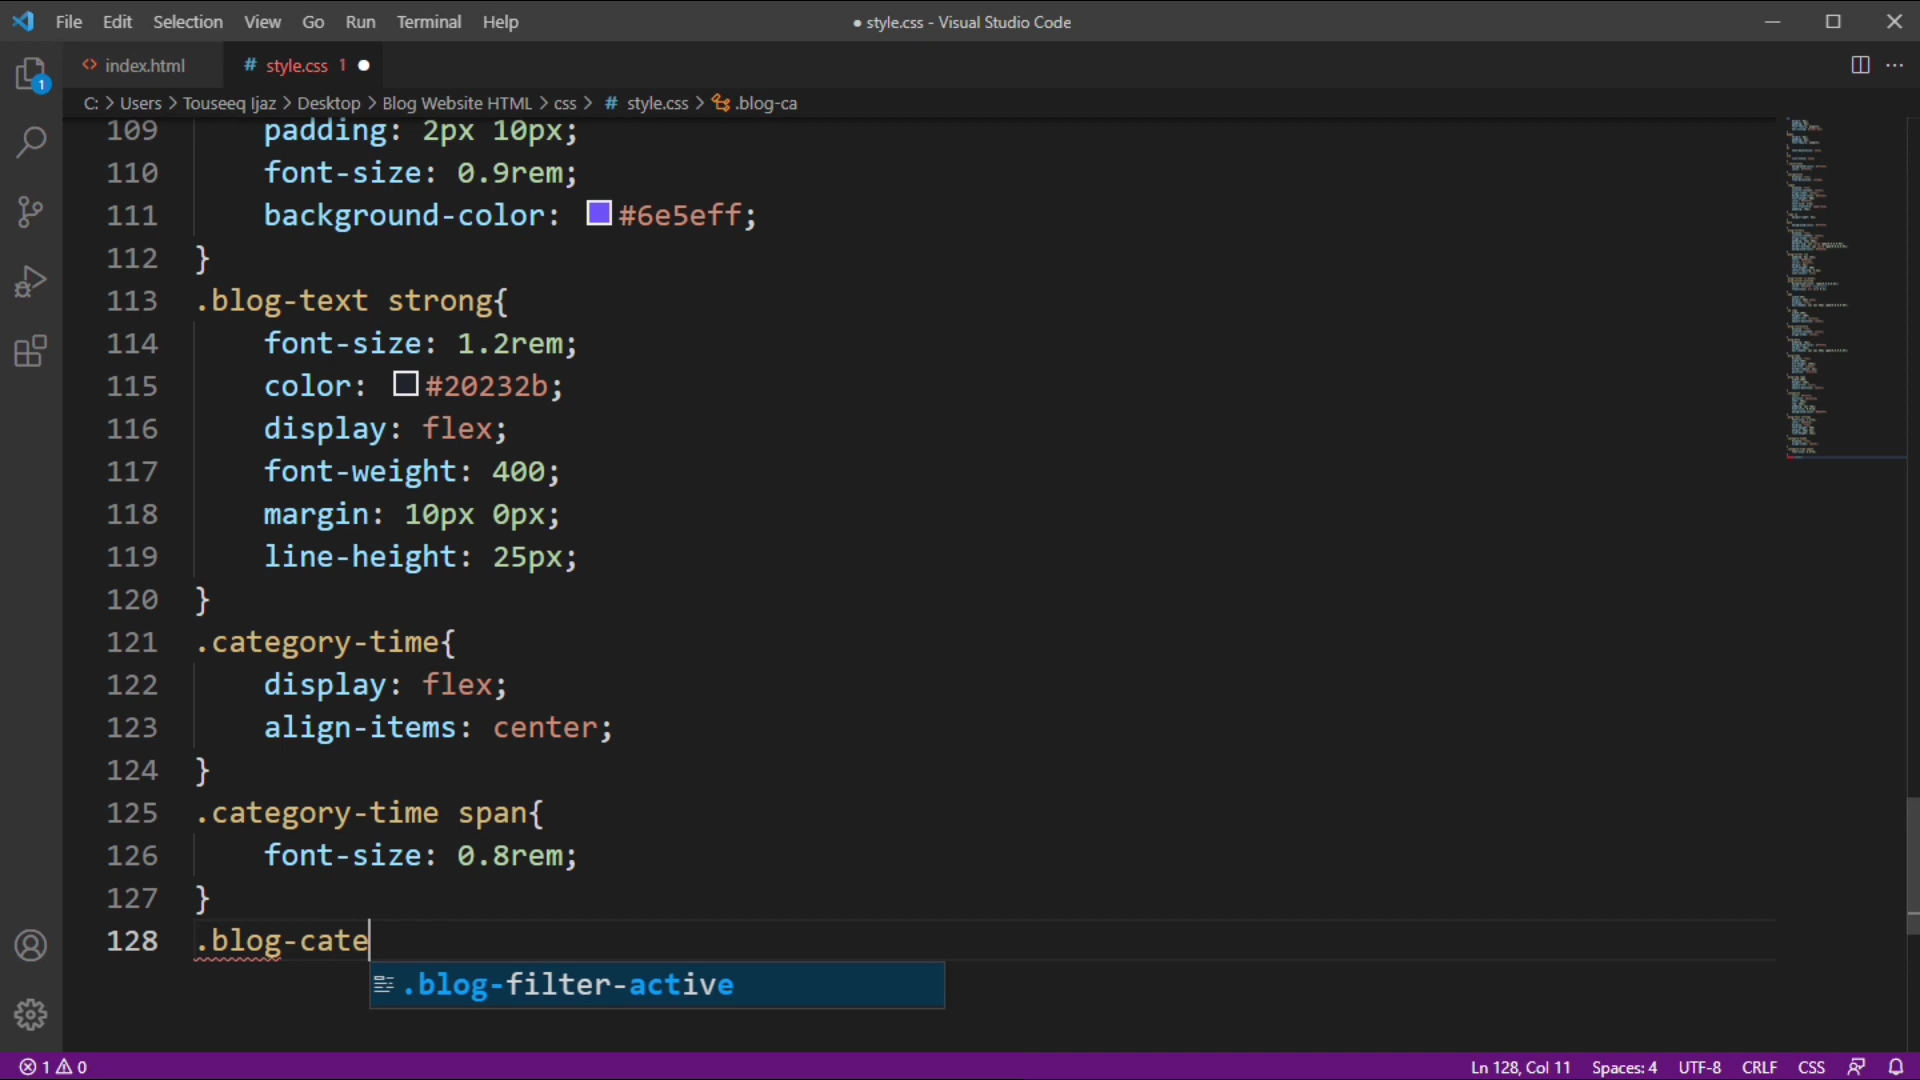 File Edit Selection View Go Run Terminal Help
● style.css - Visual Studio Code
1
<> index.html
# style.css 1 ●
C: > Users > Touseeq Ijaz > Desktop > Blog Website HTML > css > # style.css > .blog-ca
109 padding: 2px 10px;
110 font-size: 0.9rem;
111 background-color: #6e5eff;
112 }
113 .blog-text strong{
114 font-size: 1.2rem;
115 color: #20232b;
116 display: flex;
117 font-weight: 400;
118 margin: 10px 0px;
119 line-height: 25px;
120 }
121 .category-time{
122 display: flex;
123 align-items: center;
124 }
125 .category-time span{
126 font-size: 0.8rem;
127 }
128 .blog-cate
.blog-filter-active
1 0
Ln 128, Col 11 Spaces: 4 UTF-8 CRLF CSS